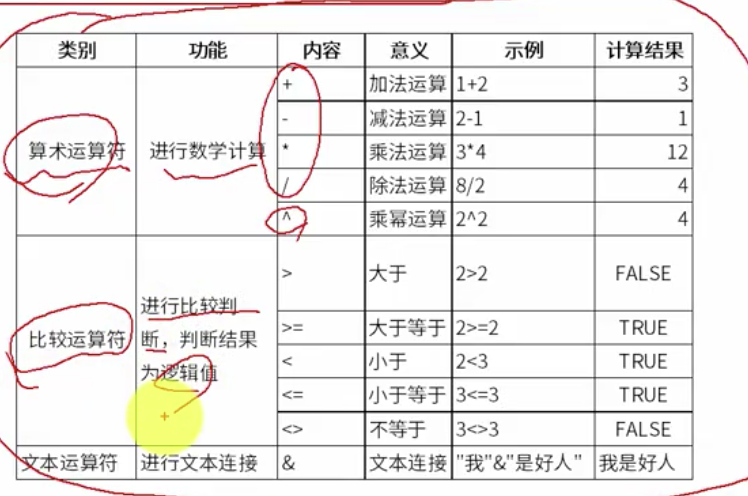 类别 功能 内容 意义 示例 计算结果
+ 加法运算 1+2 3
- 减法运算 2-1 1
算术运算符 进行数学计算 * 乘法运算 3*4 12
/ 除法运算 8/2 4
^ 乘幂运算 2^2 4
> 大于 2>2 FALSE
进行比较判
>= 大于等于 2>=2 TRUE
比较运算符 断，判断结果
< 小于 2<3 TRUE
为逻辑值
<= 小于等于 3<=3 TRUE
<> 不等于 3<>3 FALSE
文本运算符 进行文本连接 & 文本连接 "我"&"是好人" 我是好人